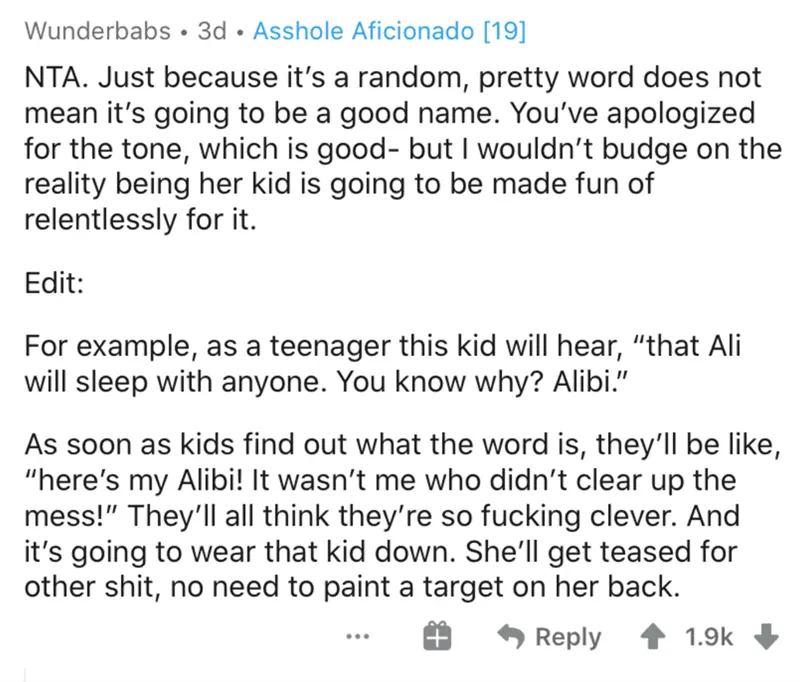 Wunderbabs • 3d • Asshole Aficionado [19]
NTA. Just because it’s a random, pretty word does not
mean it’s going to be a good name. You’ve apologized
for the tone, which is good- but I wouldn’t budge on the
reality being her kid is going to be made fun of
relentlessly for it.
Edit:
For example, as a teenager this kid will hear, “that Ali
will sleep with anyone. You know why? Alibi.”
As soon as kids find out what the word is, they’ll be like,
“here’s my Alibi! It wasn’t me who didn’t clear up the
mess!” They’ll all think they’re so fucking clever. And
it’s going to wear that kid down. She’ll get teased for
other shit, no need to paint a target on her back.
Reply 1.9k